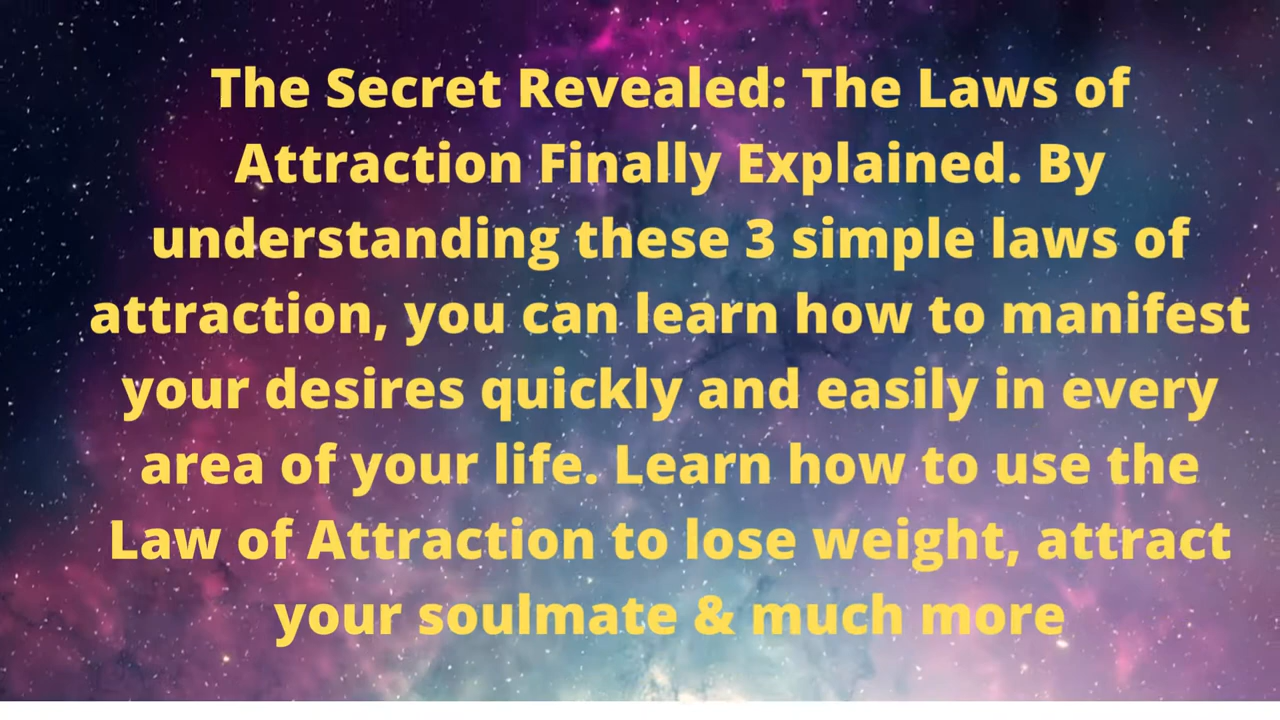 The Secret Revealed: The Laws of
Attraction Finally Explained. By
understanding these 3 simple laws of
attraction, you can learn how to manifest
your desires quickly and easily in every
area of your life. Learn how to use the
Law of Attraction to lose weight, attract
your soulmate & much more